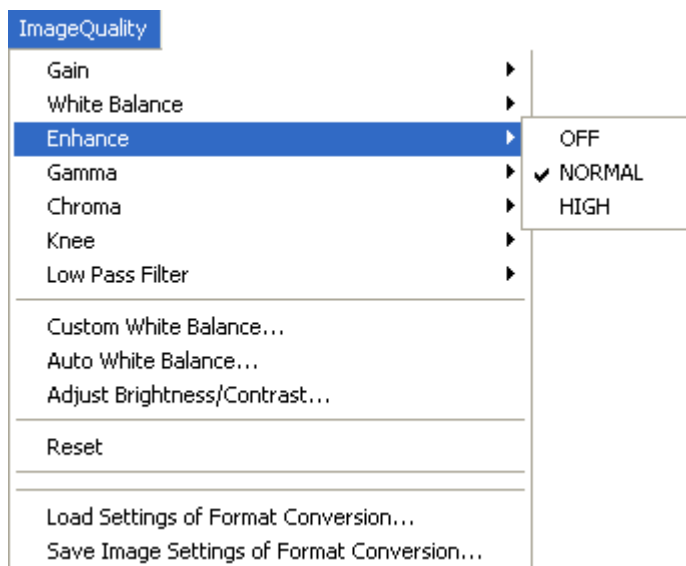 ImageQuality
Gain
White Balance
Enhance
OFF
NORMAL
HIGH
Gamma
Chroma
Knee
Low Pass Filter
Custom White Balance...
Auto White Balance...
Adjust Brightness/Contrast...
Reset
Load Settings of Format Conversion...
Save Image Settings of Format Conversion...